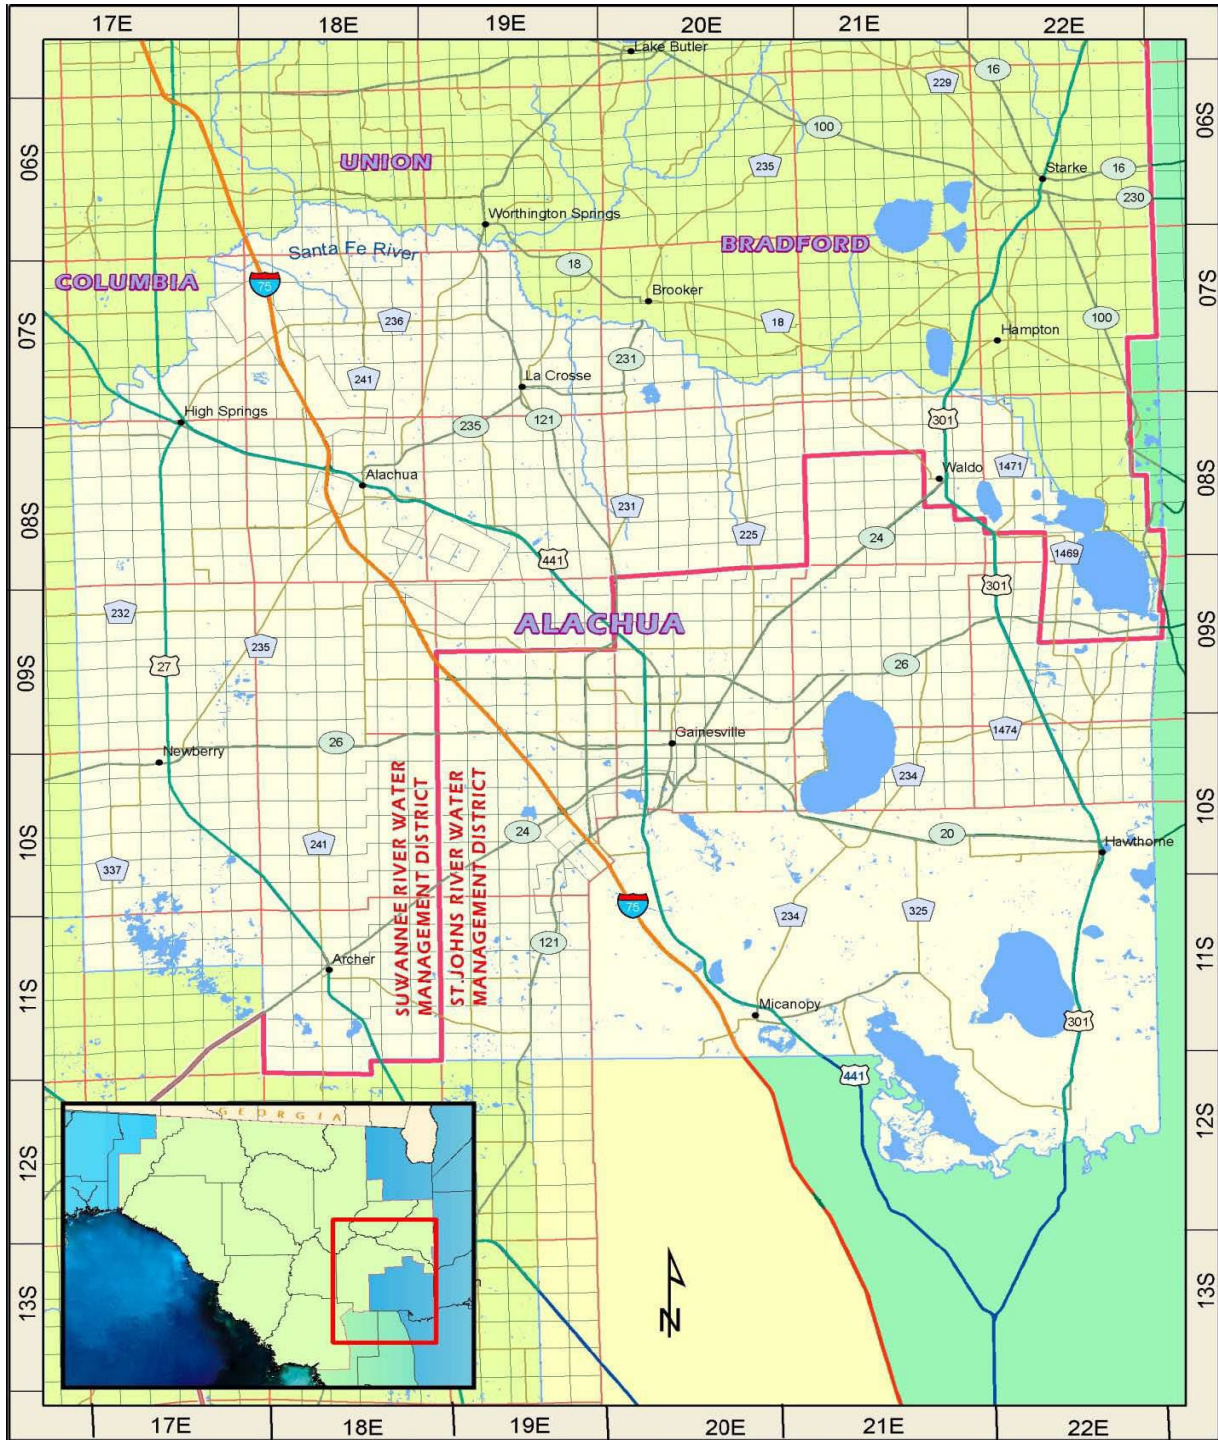 17E 18E 19E 20E 21E 22E
Lake Butler
16
229
06S
06S
100
UNION
235
Starke
16
230
Worthington Springs
BRADFORD
Santa Fe River
COLUMBIA
18
75
Brooker
07S
07S
236
18
100
Hampton
231
241
La Crosse
High Springs
235
121
301
Waldo
1471
Alachua
08S
08S
231
225
24
441
1469
301
232
ALACHUA
09S
09S
235
27
26
Gainesville
1474
26
Newberry
234
SUWANNEE RIVER WATER
MANAGEMENT DISTRICT
ST.JOHNS RIVER WATER
MANAGEMENT DISTRICT
10S
10S
24
20
241
Hawthorne
337
75
234
325
121
Archer
11S
11S
Micanopy
301
441
GEORGIA
12S
12S
13S
13S
N
17E 18E 19E 20E 21E 22E